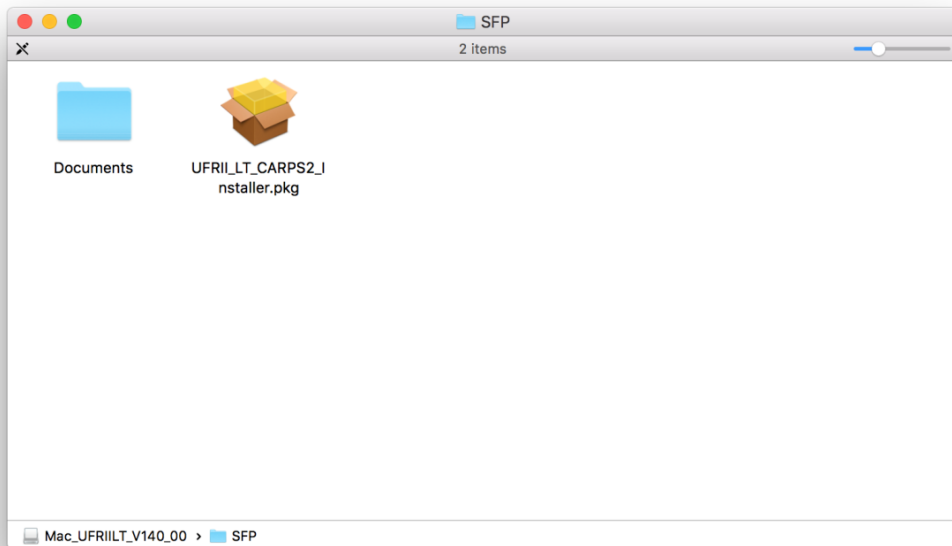 SFP
2 items
Documents
UFRII_LT_CARPS2_I
nstaller.pkg
Mac_UFRIILT_V140_00 › SFP